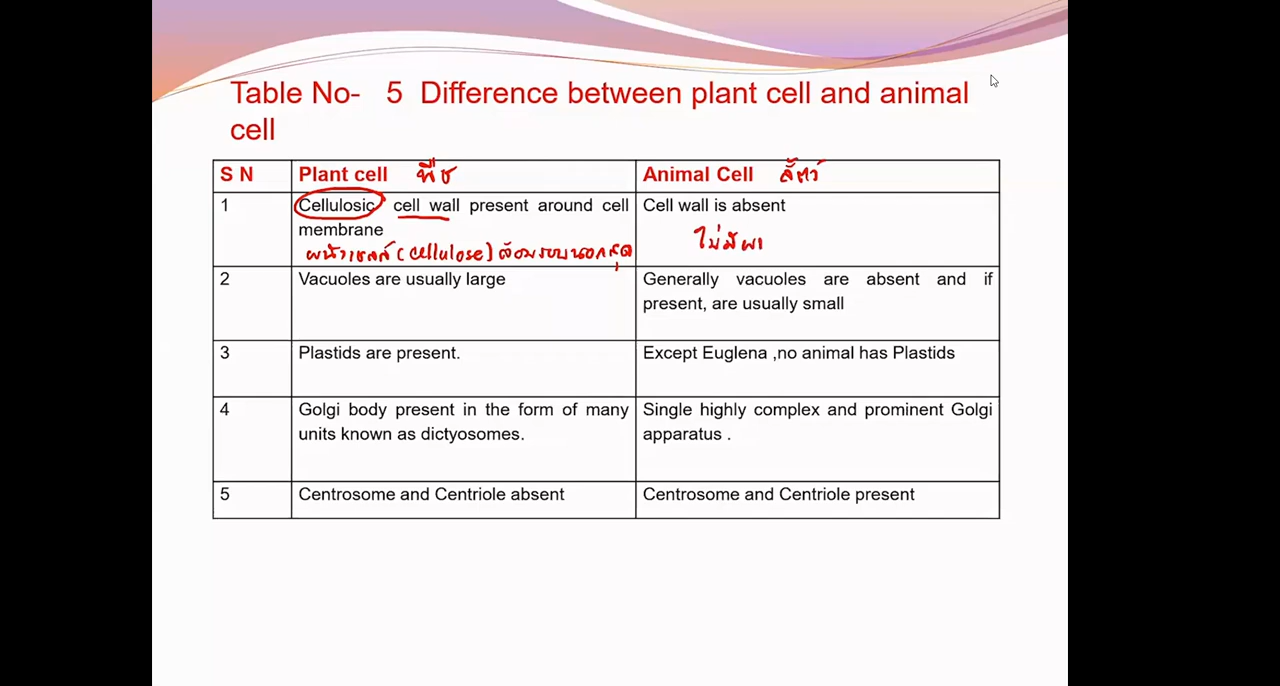 Table No- 5 Difference between plant cell and animal
cell
S N Plant cell พืช Animal Cell สัตว์
1 Cellulosic cell wall present around cell Cell wall is absent
membrane
ผนังเซลล์ (cellulose) ล้อมรอบนอกสุด ไม่มีผ
2 Vacuoles are usually large Generally vacuoles are absent and if
present, are usually small
3 Plastids are present. Except Euglena ,no animal has Plastids
4 Golgi body present in the form of many Single highly complex and prominent Golgi
units known as dictyosomes. apparatus .
5 Centrosome and Centriole absent Centrosome and Centriole present